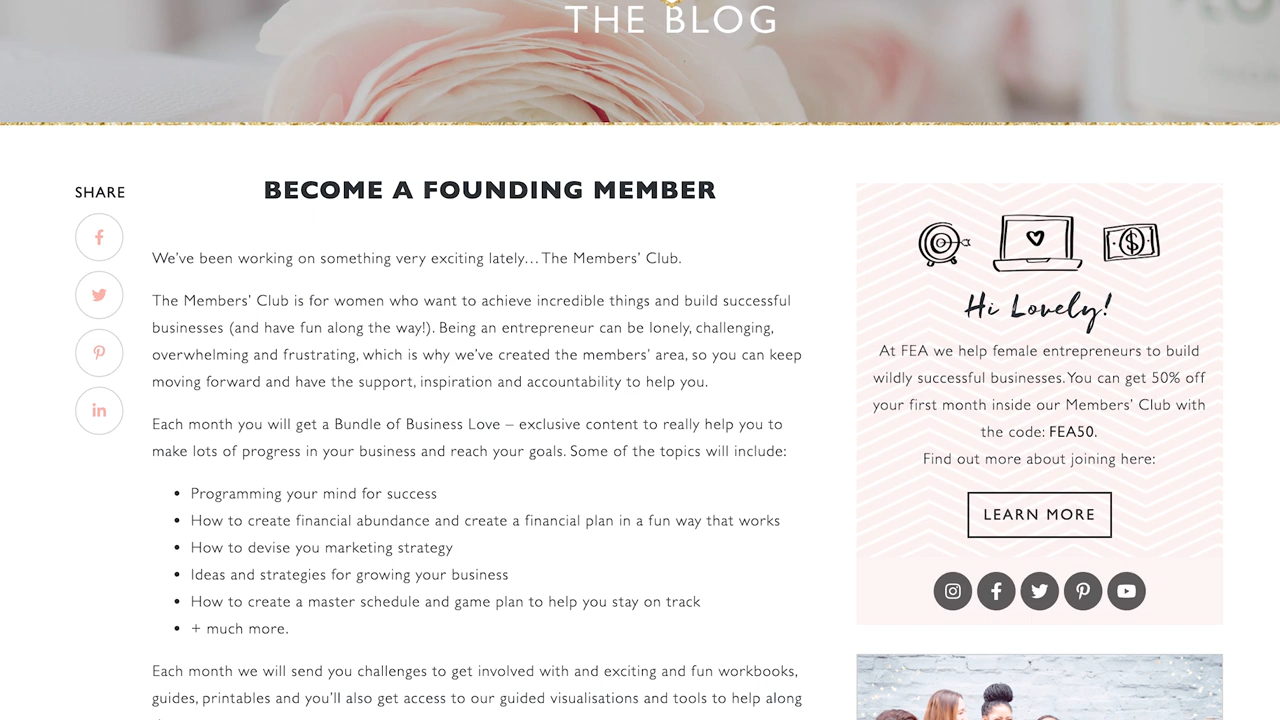 THE BLOG
SHARE
BECOME A FOUNDING MEMBER
We've been working on something very exciting lately… The Members' Club.
The Members' Club is for women who want to achieve incredible things and build successful
businesses (and have fun along the way!). Being an entrepreneur can be lonely, challenging,
overwhelming and frustrating, which is why we've created the members' area, so you can keep
moving forward and have the support, inspiration and accountability to help you.
Each month you will get a Bundle of Business Love – exclusive content to really help you to
make lots of progress in your business and reach your goals. Some of the topics will include:
• Programming your mind for success
• How to create financial abundance and create a financial plan in a fun way that works
• How to devise you marketing strategy
• Ideas and strategies for growing your business
• How to create a master schedule and game plan to help you stay on track
• + much more.
Each month we will send you challenges to get involved with and exciting and fun workbooks,
guides, printables and you'll also get access to our guided visualisations and tools to help along
Hi Lovely!
At FEA we help female entrepreneurs to build
wildly successful businesses. You can get 50% off
your first month inside our Members' Club with
the code: FEA50.
Find out more about joining here:
LEARN MORE